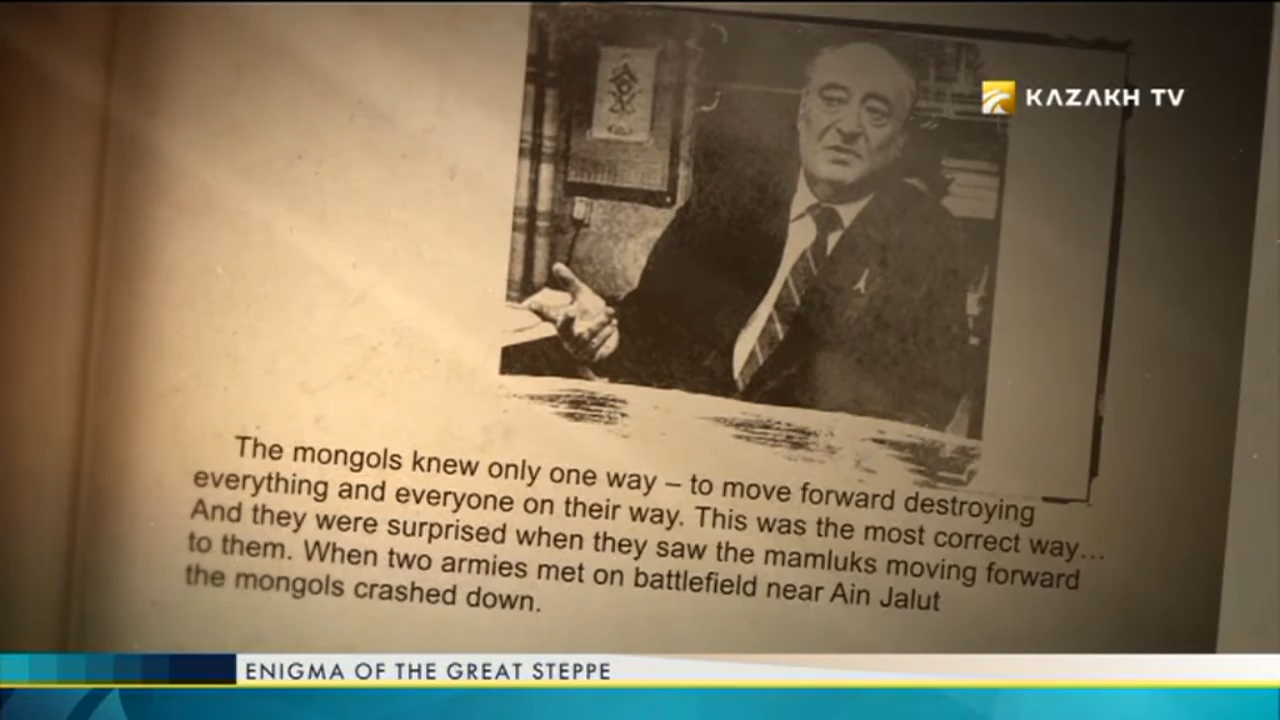 KAZAKH TV
The mongols knew only one way – to move forward destroying
everything and everyone on their way. This was the most correct way...
And they were surprised when they saw the mamluks moving forward
to them. When two armies met on battlefield near Ain Jalut
the mongols crashed down.
ENIGMA OF THE GREAT STEPPE